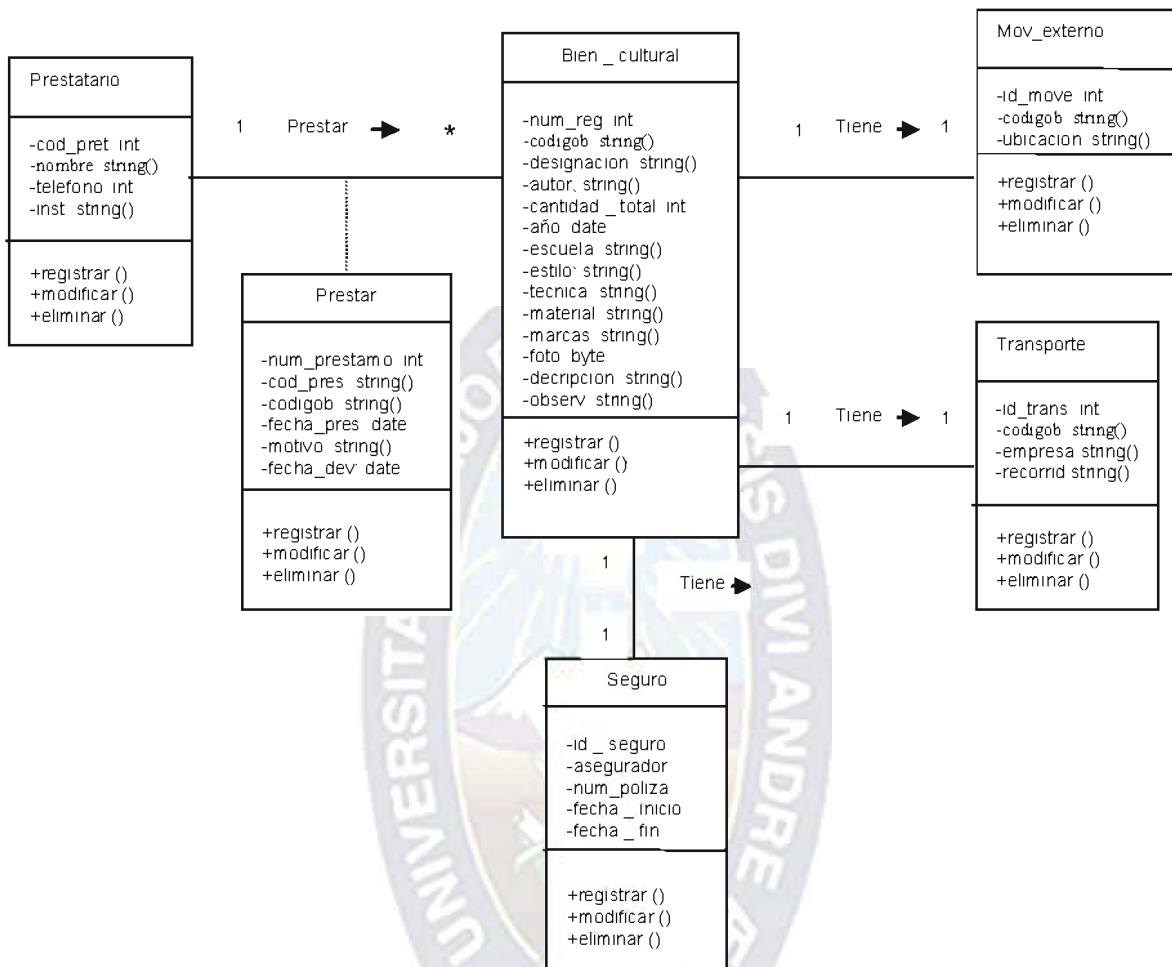 Prestatario
-cod_pret int
-nombre string()
-telefono int
-inst string()
+registrar ()
+modificar ()
+eliminar ()
1 Prestar *
Prestar
-num_prestamo int
-cod_pres string()
-codigob string()
-fecha_pres date
-motivo string()
-fecha_dev date
+registrar ()
+modificar ()
+eliminar ()
Bien _ cultural
-num_reg int
-codigob string()
-designacion string()
-autor string()
-cantidad _ total int
-año date
-escuela string()
-estilo string()
-tecnica string()
-material string()
-marcas string()
-foto byte
-decripcion string()
-observ string()
+registrar ()
+modificar ()
+eliminar ()
1 Tiene 1
Mov_externo
-id_move int
-codigob string()
-ubicacion string()
+registrar ()
+modificar ()
+eliminar ()
1 Tiene 1
Transporte
-id_trans int
-codigob string()
-empresa string()
-recorrid string()
+registrar ()
+modificar ()
+eliminar ()
1
Tiene
1
Seguro
-id _ seguro
-asegurador
-num_poliza
-fecha _ inicio
-fecha _ fin
+registrar ()
+modificar ()
+eliminar ()
DIVI ANDRE